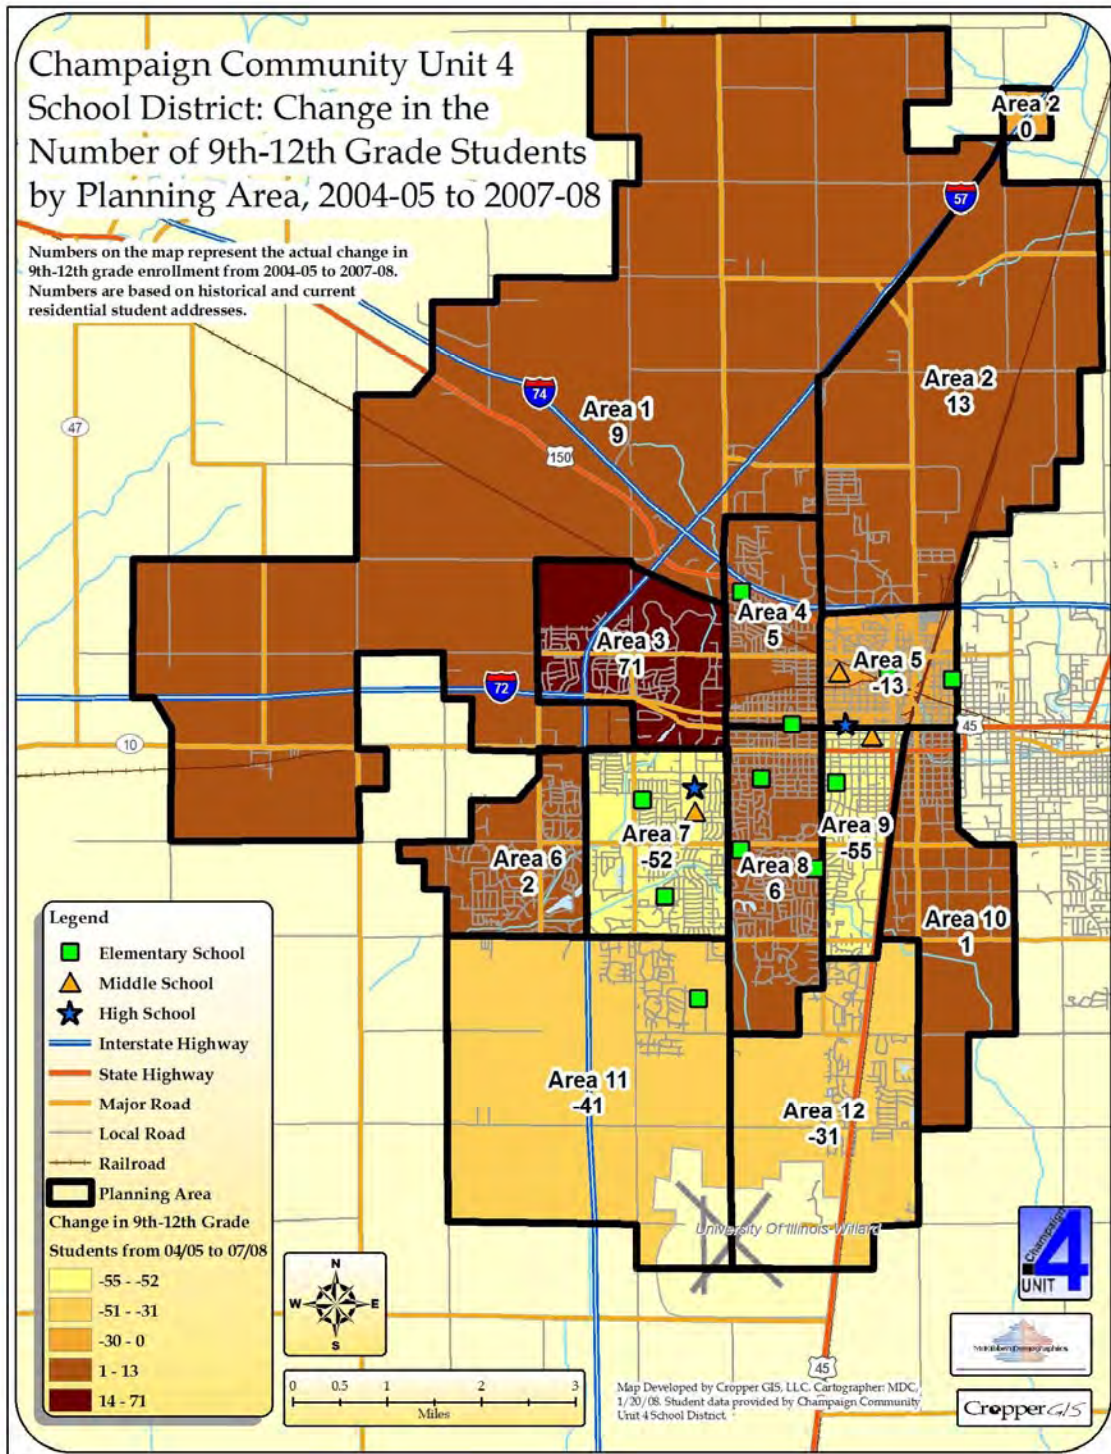 Champaign Community Unit 4
School District: Change in the
Number of 9th-12th Grade Students
by Planning Area, 2004-05 to 2007-08
Numbers on the map represent the actual change in
9th-12th grade enrollment from 2004-05 to 2007-08.
Numbers are based on historical and current
residential student addresses.
Area 2
0
57
Area 2
13
74
Area 1
9
47
150
Area 4
5
Area 3
71
Area 5
-13
72
45
10
Area 7
-52
Area 9
-55
Area 8
6
Area 6
2
Area 10
1
Legend
Elementary School
Middle School
High School
Interstate Highway
State Highway
Major Road
Local Road
Railroad
Planning Area
Change in 9th-12th Grade
Students from 04/05 to 07/08
-55 - -52
-51 - -31
-30 - 0
1 - 13
14 - 71
Area 11
-41
Area 12
-31
University Of Illinois-Willard
N
W E
S
0 0.5 1 2 3
Miles
45
Map Developed by Cropper GIS, LLC. Cartographer: MDC,
1/20/08. Student data provided by Champaign Community
Unit 4 School District.
Champaign
4
UNIT
McKibbenDemographics
CropperGIS